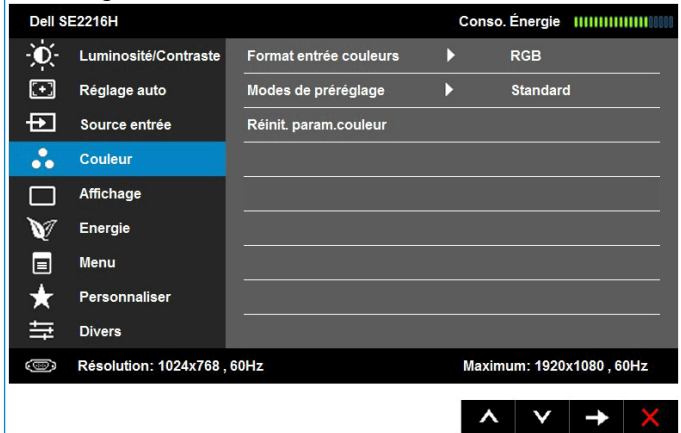 Dell SE2216H Conso. Énergie
Luminosité/Contraste Format entrée couleurs RGB
Réglage auto Modes de préréglage Standard
Source entrée Réinit. param.couleur
Couleur
Affichage
Energie
Menu
Personnaliser
Divers
Résolution: 1024x768 , 60Hz Maximum: 1920x1080 , 60Hz